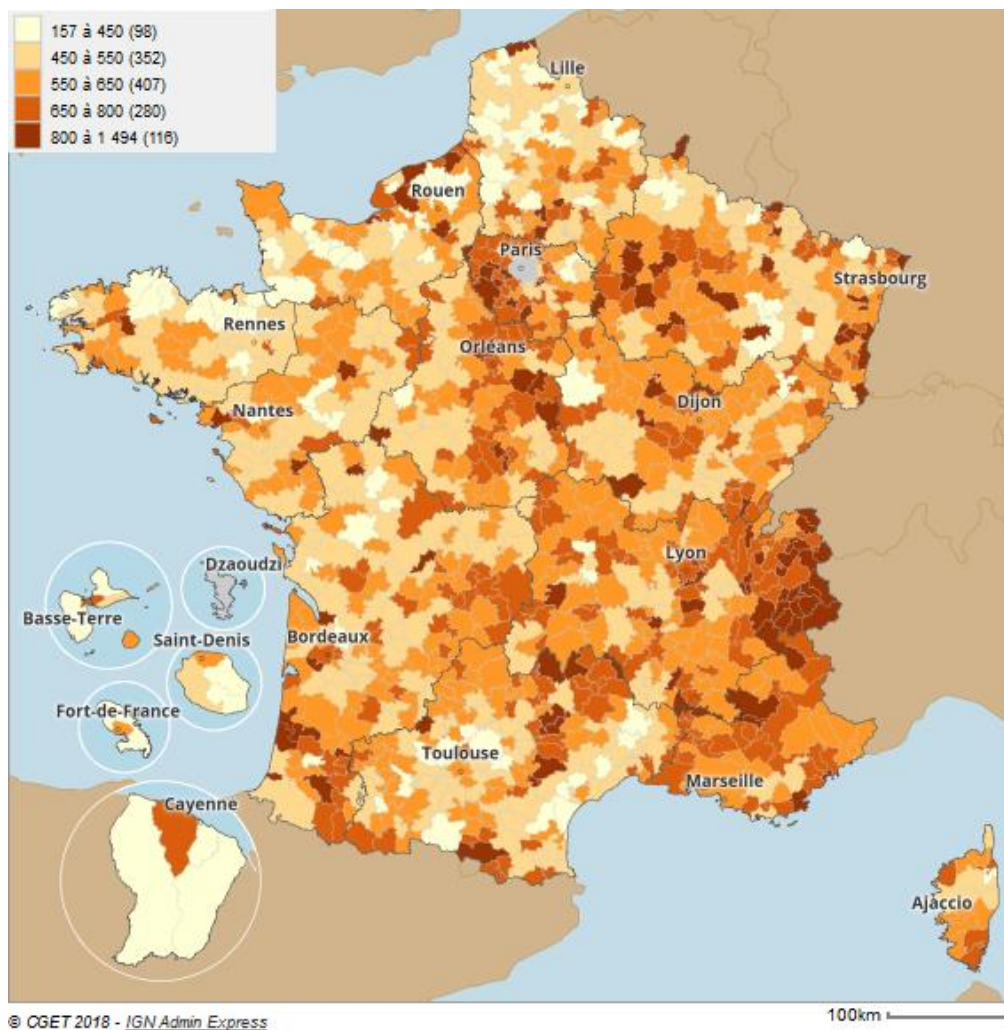 157 à 450 (98)
450 à 550 (352)
550 à 650 (407)
650 à 800 (280)
800 à 1 494 (116)
Lille
Rouen
Paris
Strasbourg
Rennes
Orléans
Nantes
Dijon
Lyon
Dzaoudzi
Basse-Terre
Saint-Denis
Bordeaux
Fort-de-France
Toulouse
Marseille
Cayenne
Ajaccio
© CGET 2018 - IGN Admin Express
100km